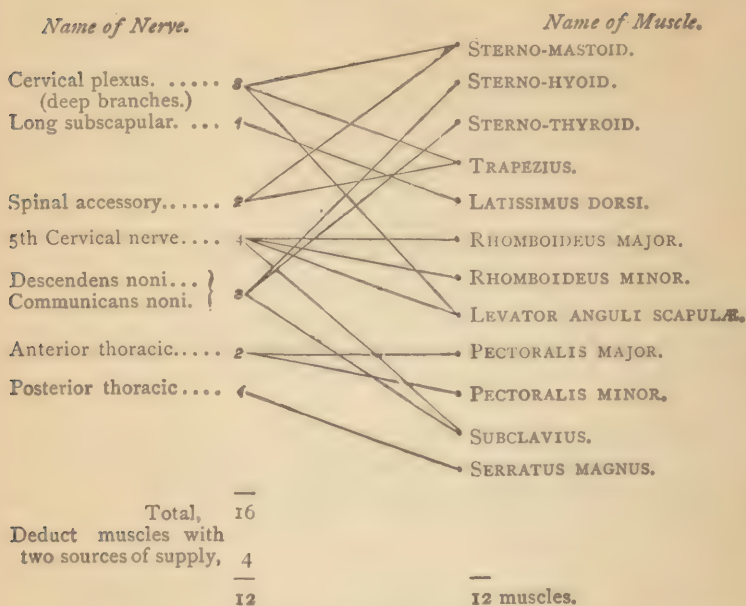 Name of Nerve.
Name of Muscle.
Cervical plexus. ..... 3
(deep branches.)
Long subscapular. ... 1
Spinal accessory...... 2
5th Cervical nerve.... 4
Descendens noni... }
Communicans noni. { 3
Anterior thoracic..... 2
Posterior thoracic.... 1
STERNO-MASTOID.
STERNO-HYOID.
STERNO-THYROID.
TRAPEZIUS.
LATISSIMUS DORSI.
RHOMBOIDEUS MAJOR.
RHOMBOIDEUS MINOR.
LEVATOR ANGULI SCAPULÆ.
PECTORALIS MAJOR.
PECTORALIS MINOR.
SUBCLAVIUS.
SERRATUS MAGNUS.
Total, 16
Deduct muscles with
two sources of supply, 4
12
12 muscles.